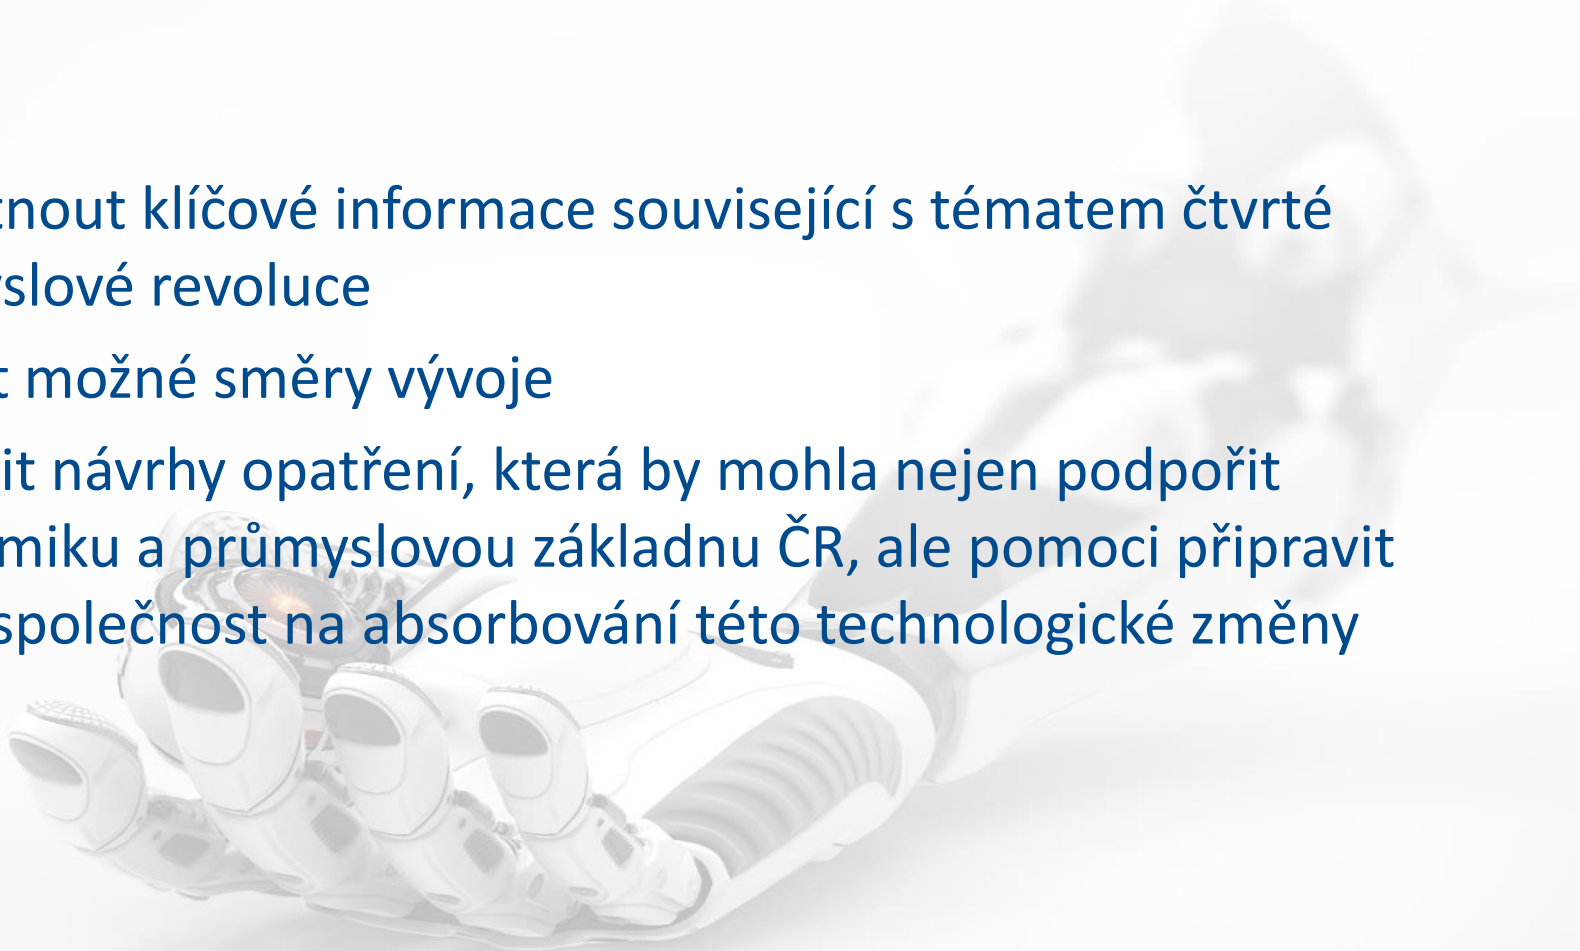 tnout klíčové informace související s tématem čtvrté
slové revoluce
t možné směry vývoje
it návrhy opatření, která by mohla nejen podpořit
miku a průmyslovou základnu ČR, ale pomoci připravit
společnost na absorbování této technologické změny